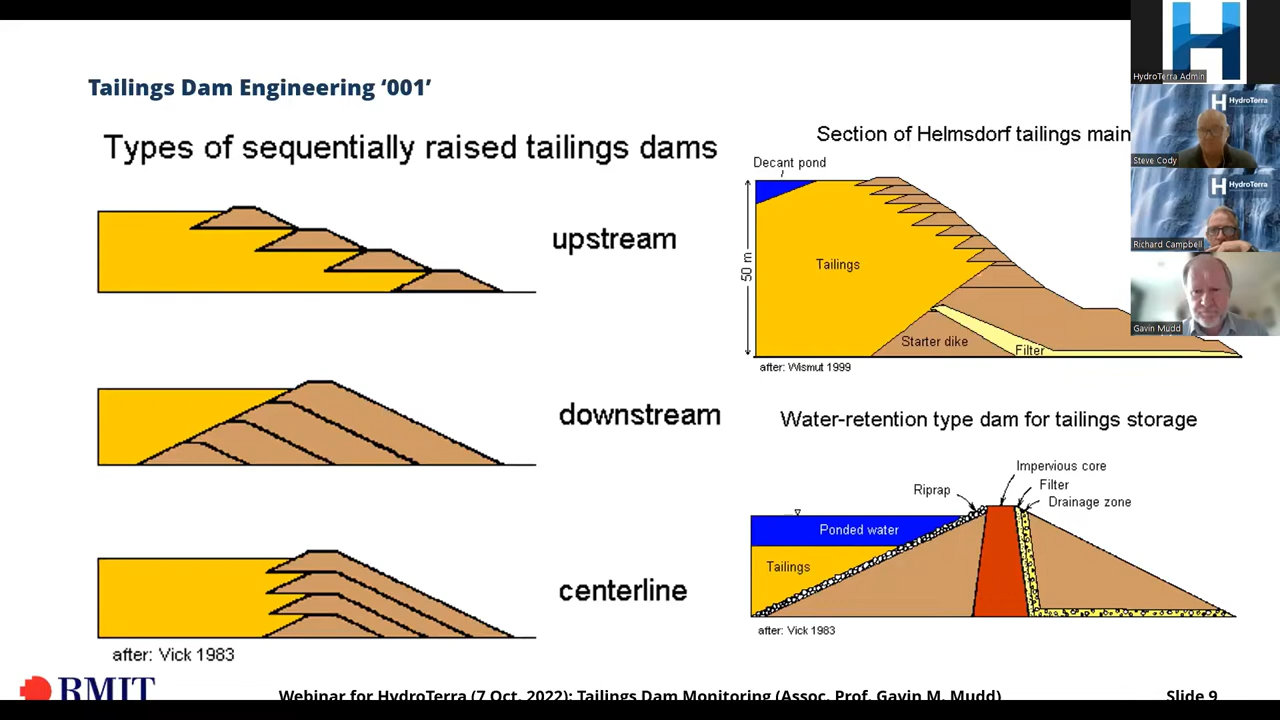 Tailings Dam Engineering ‘001’
Types of sequentially raised tailings dams
upstream
downstream
centerline
after: Vick 1983
Section of Helmsdorf tailings main
Decant pond
50 m
Tailings
Starter dike
Filter
after: Wismut 1999
Water-retention type dam for tailings storage
Impervious core
Filter
Riprap
Drainage zone
Ponded water
Tailings
after: Vick 1983
HydroTerra Admin
HydroTerra
Steve Cody
HydroTerra
Richard Campbell
Gavin Mudd
RMIT
Webinar for HydroTerra (7 Oct, 2022): Tailings Dam Monitoring (Assoc. Prof. Gavin M. Mudd)
Slide 9